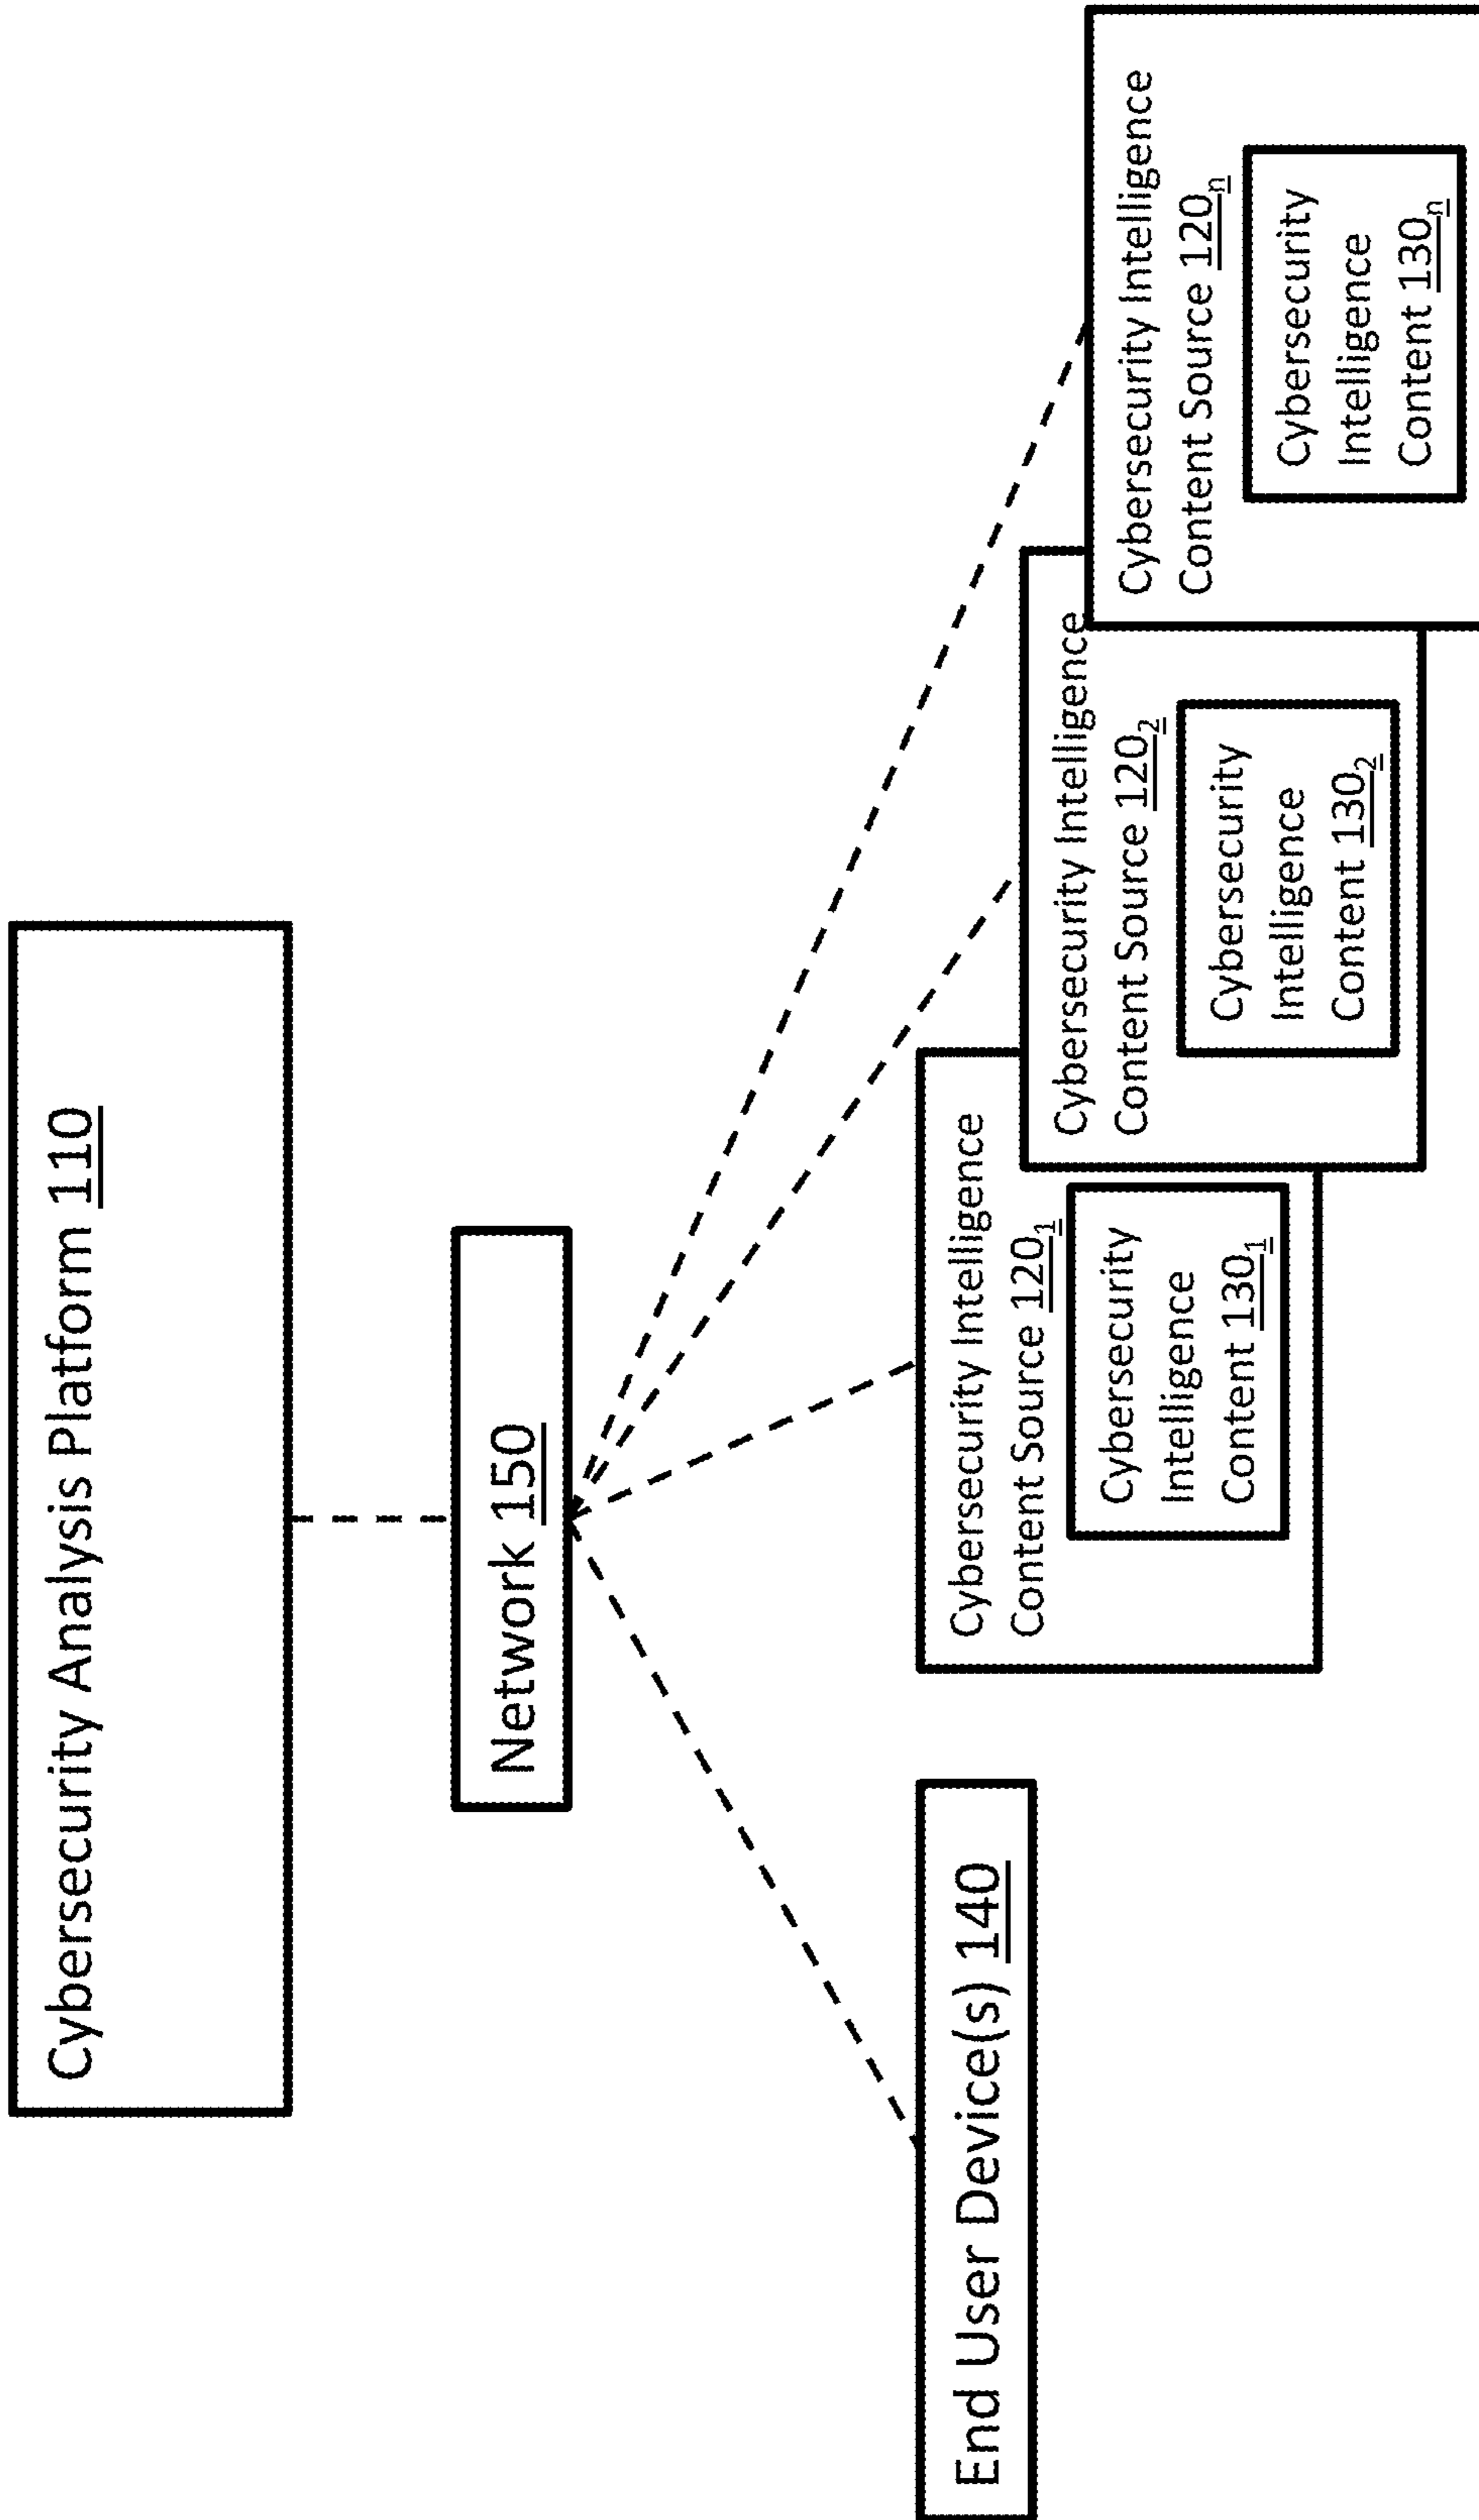 Cybersecurity Analysis Platform 110
Network 150
End User Device(s) 140
Cybersecurity Intelligence
Content Source 120₁
Cybersecurity
Intelligence
Content 130₁
Cybersecurity Intelligence
Content Source 120₂
Cybersecurity
Intelligence
Content 130₂
Cybersecurity Intelligence
Content Source 120ₙ
Cybersecurity
Intelligence
Content 130ₙ